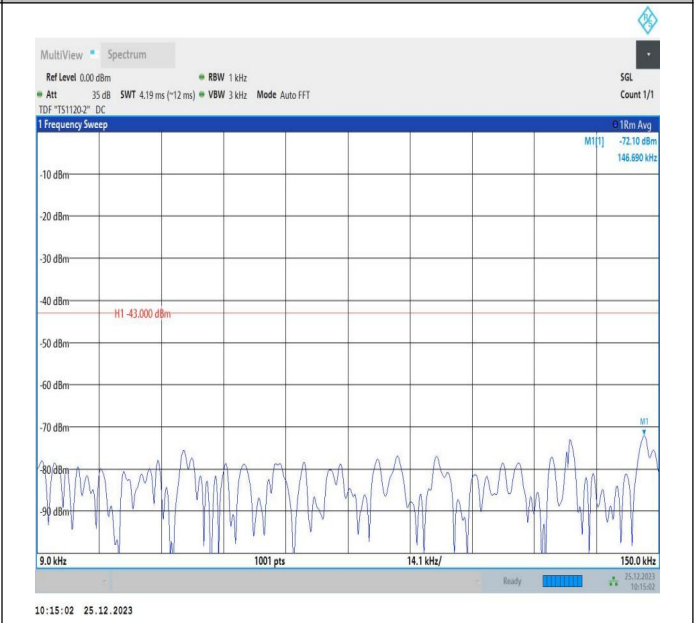 R S
MultiView Spectrum
Ref Level 0.00 dBm RBW 1 kHz SGL
Att 35 dB SWT 4.19 ms (~12 ms) VBW 3 kHz Mode Auto FFT Count 1/1
TDF "TS1120-2" DC
1 Frequency Sweep 1Rm Avg
M1[1] -72.10 dBm
146.690 kHz
-10 dBm
-20 dBm
-30 dBm
-40 dBm
H1 -43.000 dBm
-50 dBm
-60 dBm
-70 dBm
M1
-80 dBm
-90 dBm
9.0 kHz 1001 pts 14.1 kHz/ 150.0 kHz
Ready 25.12.2023
10:15:02
10:15:02 25.12.2023